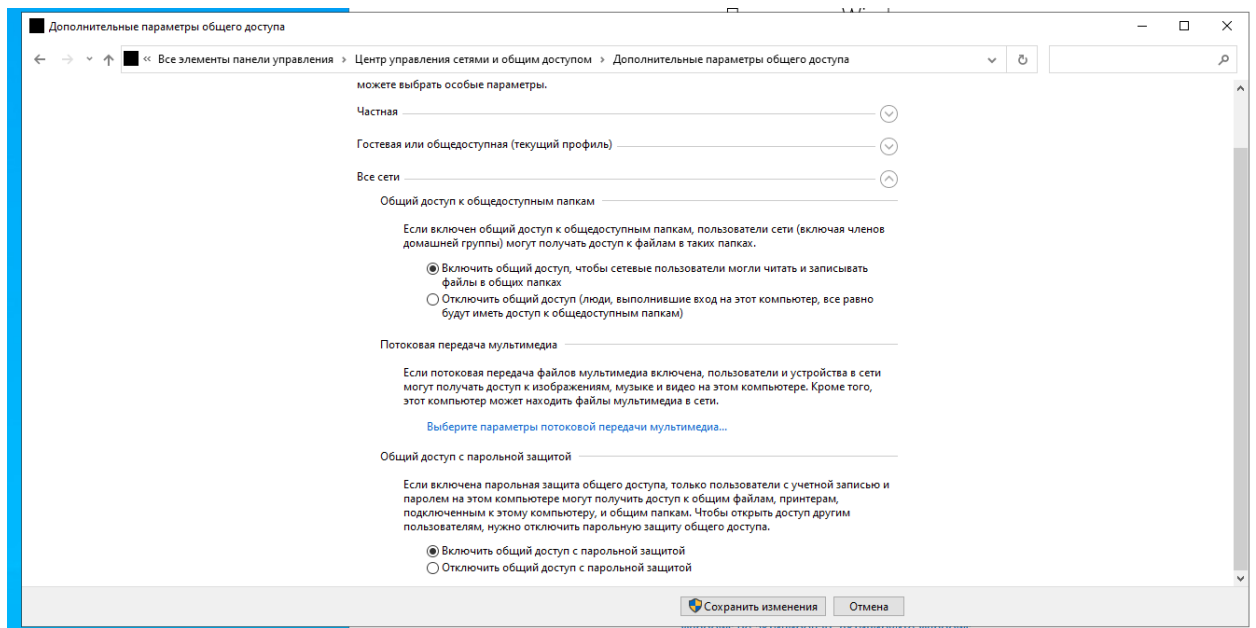 Дополнительные параметры общего доступа
« Все элементы панели управления › Центр управления сетями и общим доступом › Дополнительные параметры общего доступа
можете выбрать особые параметры.
Частная
Гостевая или общедоступная (текущий профиль)
Все сети
Общий доступ к общедоступным папкам
Если включен общий доступ к общедоступным папкам, пользователи сети (включая членов
домашней группы) могут получать доступ к файлам в таких папках.
Включить общий доступ, чтобы сетевые пользователи могли читать и записывать
файлы в общих папках
Отключить общий доступ (люди, выполнившие вход на этот компьютер, все равно
будут иметь доступ к общедоступным папкам)
Потоковая передача мультимедиа
Если потоковая передача файлов мультимедиа включена, пользователи и устройства в сети
могут получать доступ к изображениям, музыке и видео на этом компьютере. Кроме того,
этот компьютер может находить файлы мультимедиа в сети.
Выберите параметры потоковой передачи мультимедиа...
Общий доступ с парольной защитой
Если включена парольная защита общего доступа, только пользователи с учетной записью и
паролем на этом компьютере могут получить доступ к общим файлам, принтерам,
подключенным к этому компьютеру, и общим папкам. Чтобы открыть доступ другим
пользователям, нужно отключить парольную защиту общего доступа.
Включить общий доступ с парольной защитой
Отключить общий доступ с парольной защитой
Сохранить изменения
Отмена